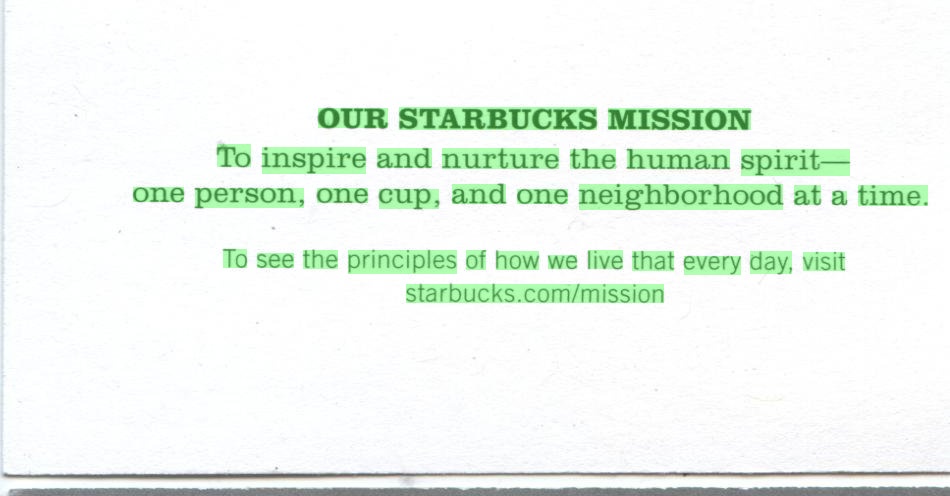 OUR STARBUCKS MISSION
To inspire and nurture the human spirit—
one person, one cup, and one neighborhood at a time.
To see the principles of how we live that every day, visit
starbucks.com/mission